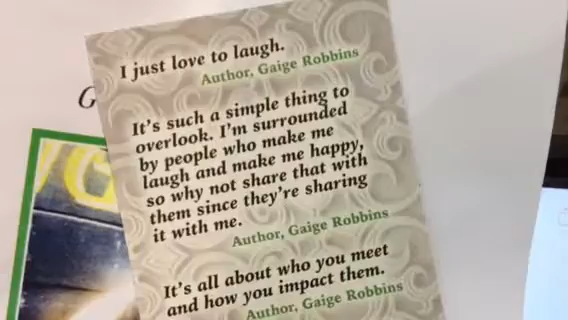 I just love to laugh.
Author, Gaige Robbins
It's such a simple thing to
overlook. I'm surrounded
by people who make me
laugh and make me happy,
so why not share that with
them since they're sharing
it with me.
Author, Gaige Robbins
It's all about who you meet
and how you impact them.
Author, Gaige Robbins